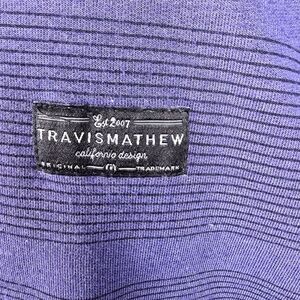 Est 2007
TRAVISMATHEW
california design
ORIGINAL TRADEMARK